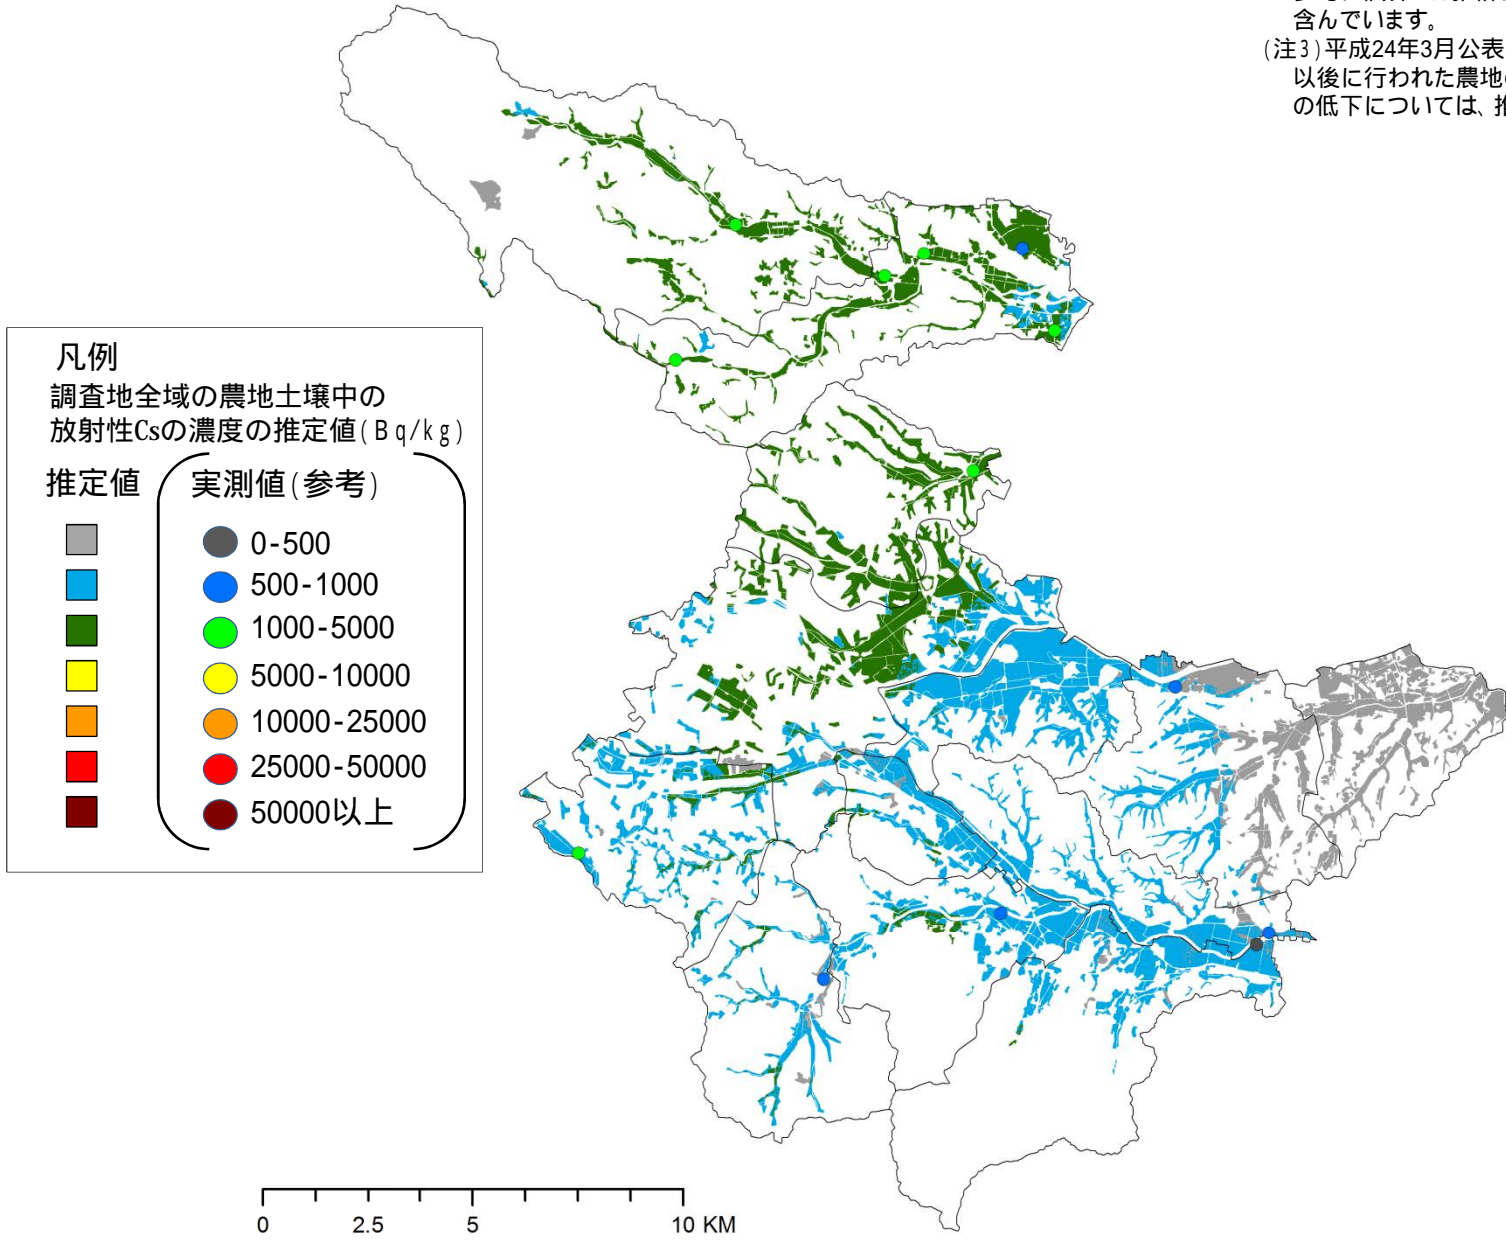 含んでいます。
(注3)平成24年3月公表
以後に行われた農地
の低下については、推
凡例
調査地全域の農地土壌中の
放射性Csの濃度の推定値(Bq/kg)
推定値 実測値(参考)
0-500
500-1000
1000-5000
5000-10000
10000-25000
25000-50000
50000以上
0 2.5 5 10 KM